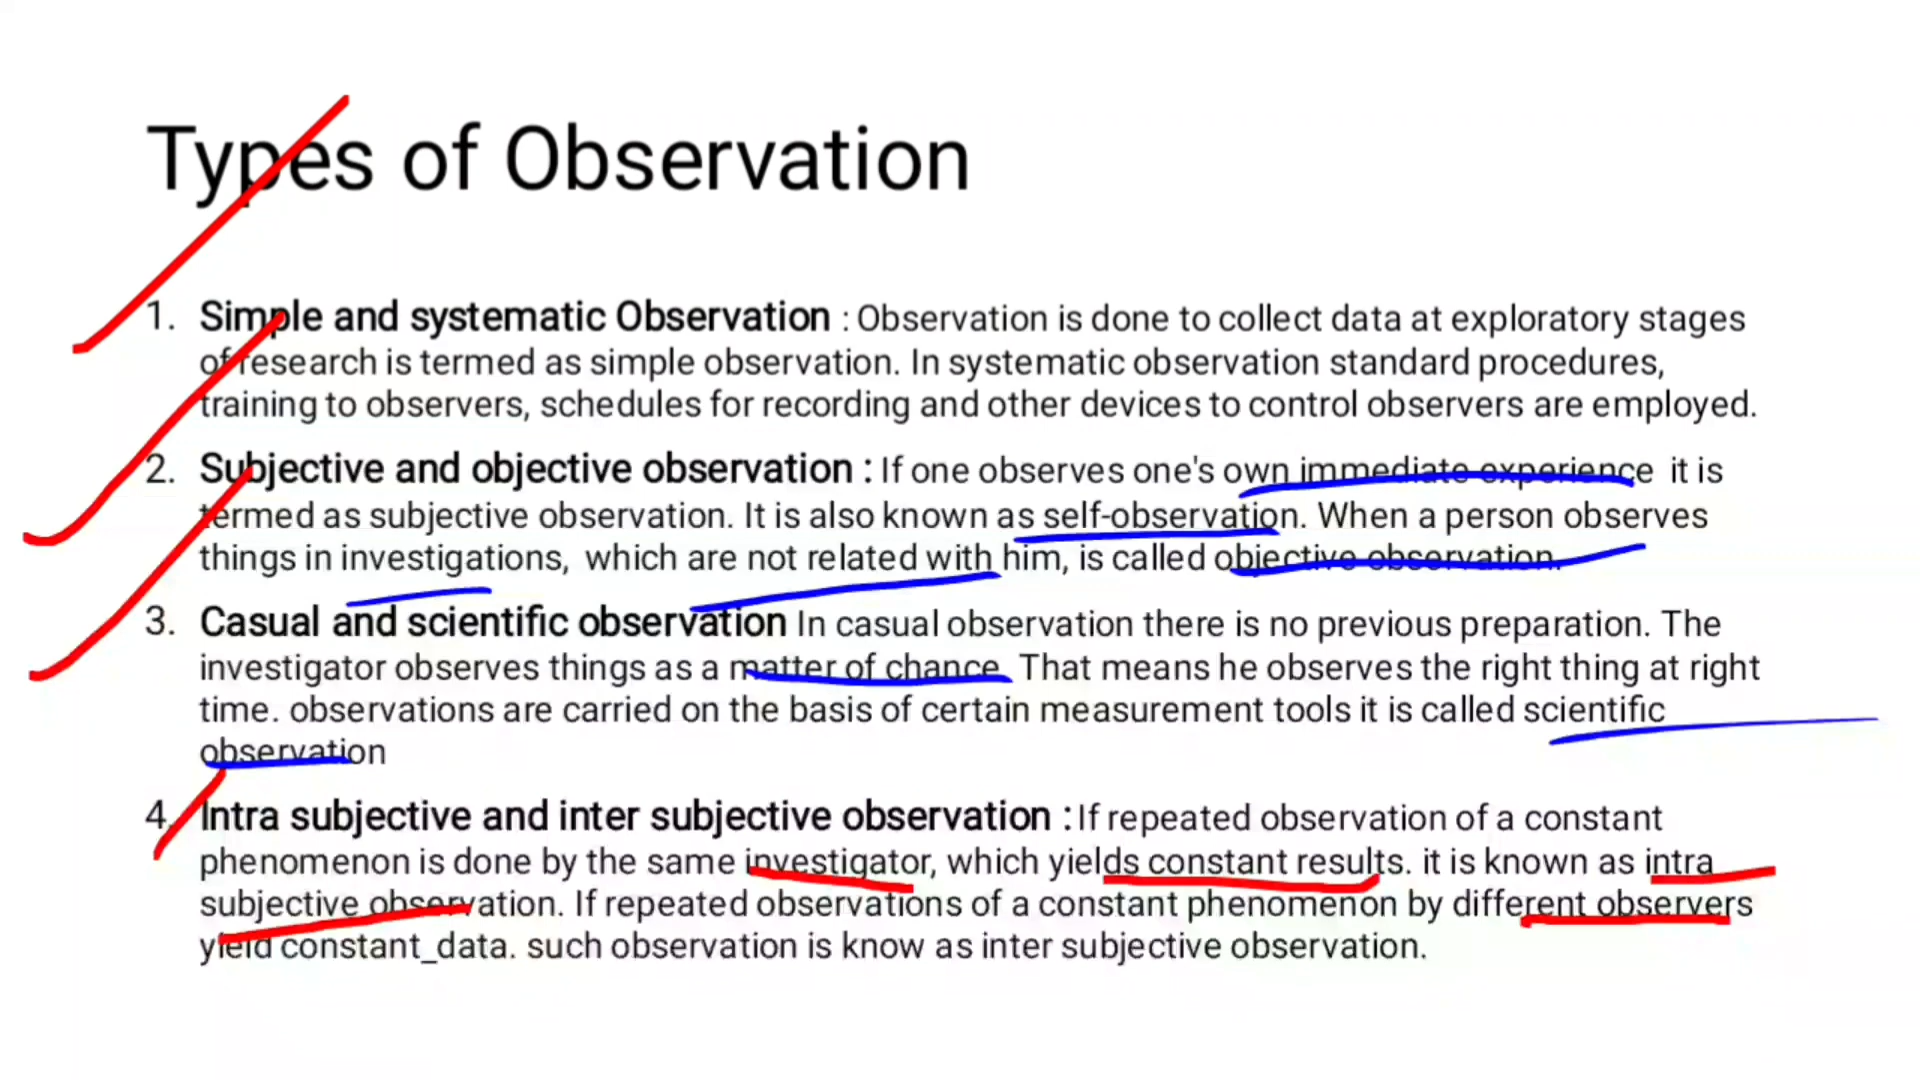 Types of Observation
1. Simple and systematic Observation : Observation is done to collect data at exploratory stages
of research is termed as simple observation. In systematic observation standard procedures,
training to observers, schedules for recording and other devices to control observers are employed.
2. Subjective and objective observation : If one observes one's own immediate experience it is
termed as subjective observation. It is also known as self-observation. When a person observes
things in investigations, which are not related with him, is called objective observation.
3. Casual and scientific observation In casual observation there is no previous preparation. The
investigator observes things as a matter of chance. That means he observes the right thing at right
time. observations are carried on the basis of certain measurement tools it is called scientific
observation
4. Intra subjective and inter subjective observation : If repeated observation of a constant
phenomenon is done by the same investigator, which yields constant results. it is known as intra
subjective observation. If repeated observations of a constant phenomenon by different observers
yield constant_data. such observation is know as inter subjective observation.